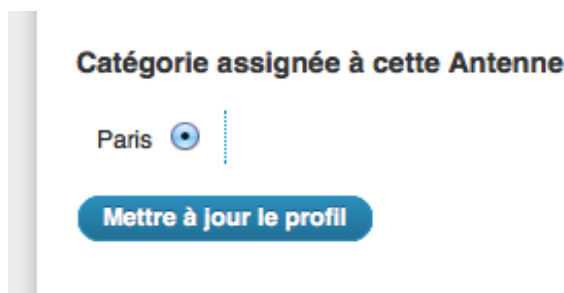 Catégorie assignée à cette Antenne
Paris
Mettre à jour le profil